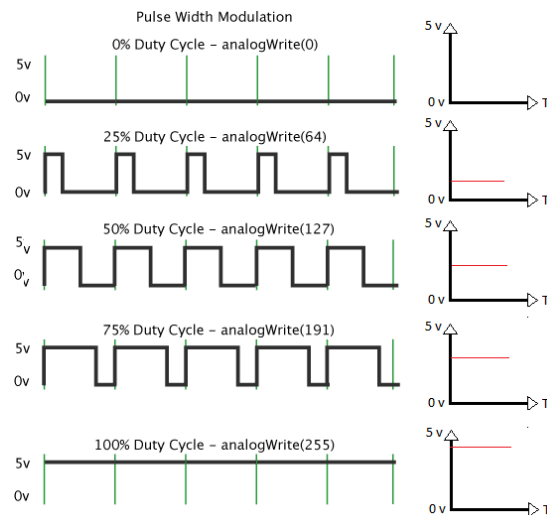 Pulse Width Modulation
0% Duty Cycle – analogWrite(0)
5v
0v
5 v
0 v
T
25% Duty Cycle – analogWrite(64)
5v
0v
5 v
0 v
T
50% Duty Cycle – analogWrite(127)
5v
0v
5 v
0 v
T
75% Duty Cycle – analogWrite(191)
5v
0v
5 v
0 v
T
100% Duty Cycle – analogWrite(255)
5v
0v
5 v
0 v
T